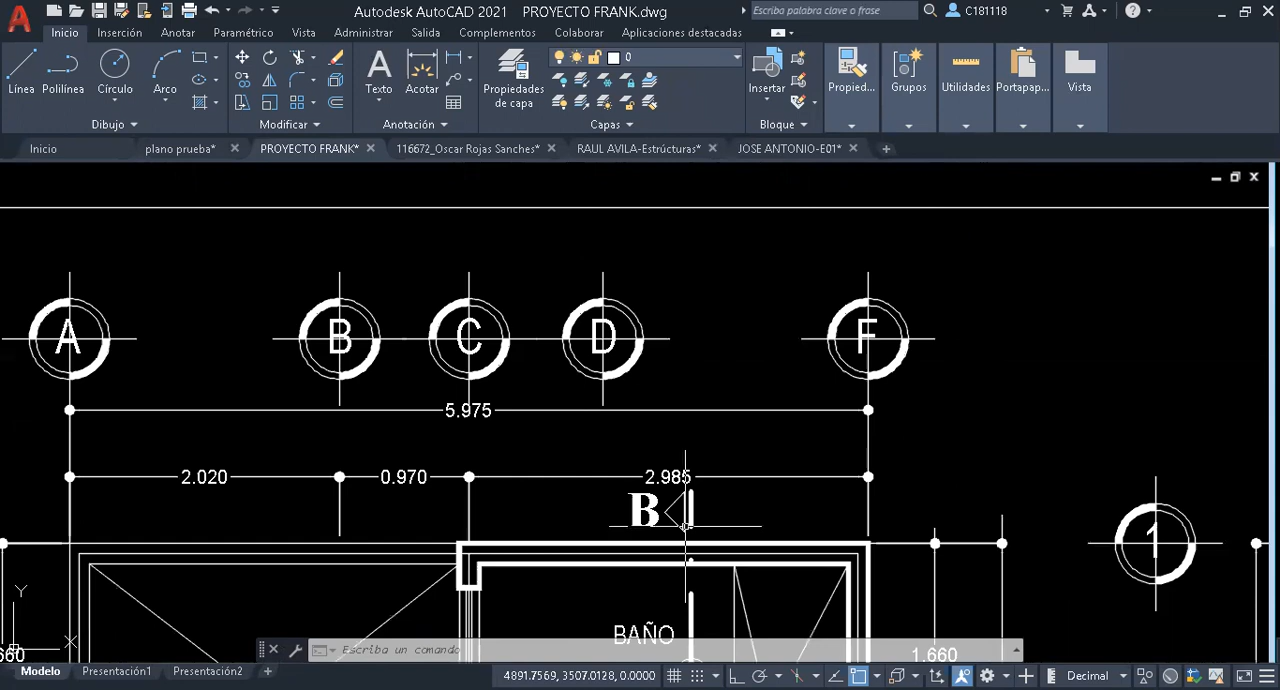 Autodesk AutoCAD 2021 PROYECTO FRANK.dwg
Escriba palabra clave o frase
C181118
Inicio Inserción Anotar Paramétrico Vista Administrar Salida Complementos Colaborar Aplicaciones destacadas
0
Línea Polilínea Círculo Arco
Texto Acotar
Propiedades de capa
Insertar
Propied... Grupos Utilidades Portapap... Vista
Dibujo Modificar Anotación Capas Bloque
Inicio plano prueba* PROYECTO FRANK* 116672_Oscar Rojas Sanches* RAUL AVILA-Estrúcturas* JOSE ANTONIO-E01*
A B C D F
5.975
2.020 0.970 2.985
B
1
Y
BAÑO
X
660
1.660
Escriba un comando
Modelo Presentación1 Presentación2
4891.7569, 3507.0128, 0.0000 Decimal